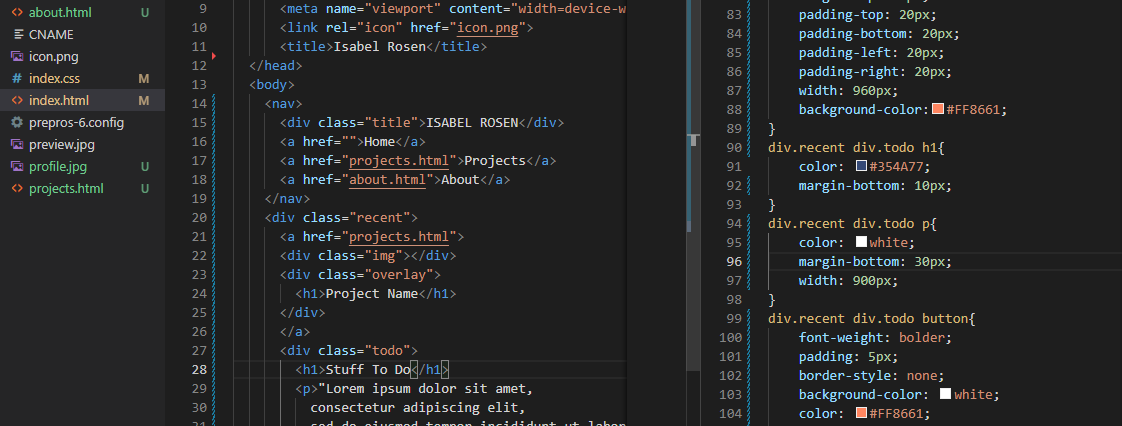 about.html U
CNAME
icon.png
# index.css M
<> index.html M
prepros-6.config
preview.jpg
profile.jpg U
<> projects.html U
9 <meta name="viewport" content="width=device-w
10 <link rel="icon" href="icon.png">
11 <title>Isabel Rosen</title>
12 </head>
13 <body>
14 <nav>
15 <div class="title">ISABEL ROSEN</div>
16 <a href="">Home</a>
17 <a href="projects.html">Projects</a>
18 <a href="about.html">About</a>
19 </nav>
20 <div class="recent">
21 <a href="projects.html">
22 <div class="img"></div>
23 <div class="overlay">
24 <h1>Project Name</h1>
25 </div>
26 </a>
27 <div class="todo">
28 <h1>Stuff To Do</h1>
29 <p>"Lorem ipsum dolor sit amet,
30 consectetur adipiscing elit,
31 sed do eiusmod tempor incididunt ut labor
83 padding-top: 20px;
84 padding-bottom: 20px;
85 padding-left: 20px;
86 padding-right: 20px;
87 width: 960px;
88 background-color:#FF8661;
89 }
90 div.recent div.todo h1{
91 color: #354A77;
92 margin-bottom: 10px;
93 }
94 div.recent div.todo p{
95 color: white;
96 margin-bottom: 30px;
97 width: 900px;
98 }
99 div.recent div.todo button{
100 font-weight: bolder;
101 padding: 5px;
102 border-style: none;
103 background-color: white;
104 color: #FF8661;